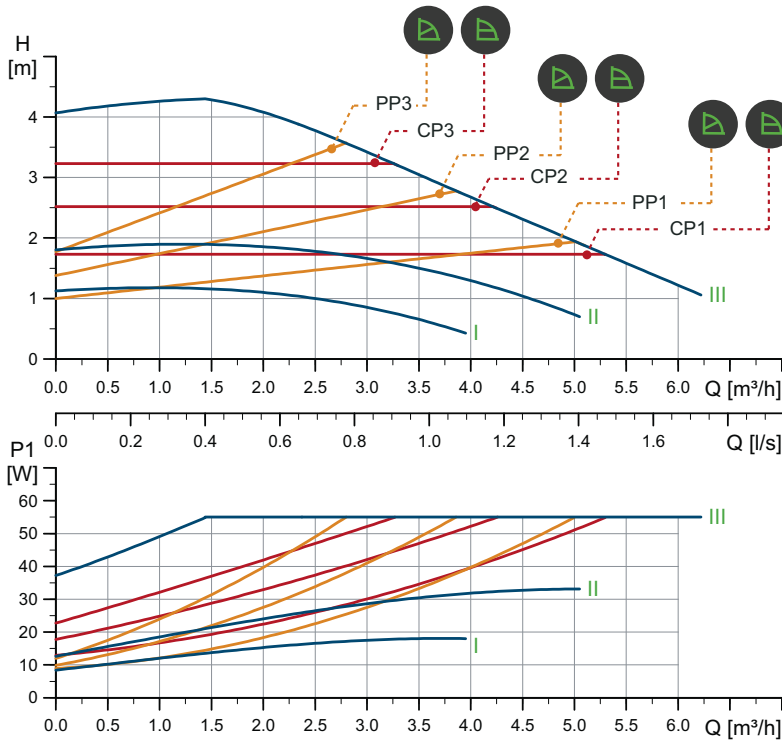 H
[m]
PP3
CP3
PP2
CP2
PP1
CP1
4
3
2
1
0
III
II
I
0.0 0.5 1.0 1.5 2.0 2.5 3.0 3.5 4.0 4.5 5.0 5.5 6.0 Q [m³/h]
0.0 0.2 0.4 0.6 0.8 1.0 1.2 1.4 1.6 Q [l/s]
P1
[W]
60
50
40
30
20
10
0
III
II
I
0.0 0.5 1.0 1.5 2.0 2.5 3.0 3.5 4.0 4.5 5.0 5.5 6.0 Q [m³/h]